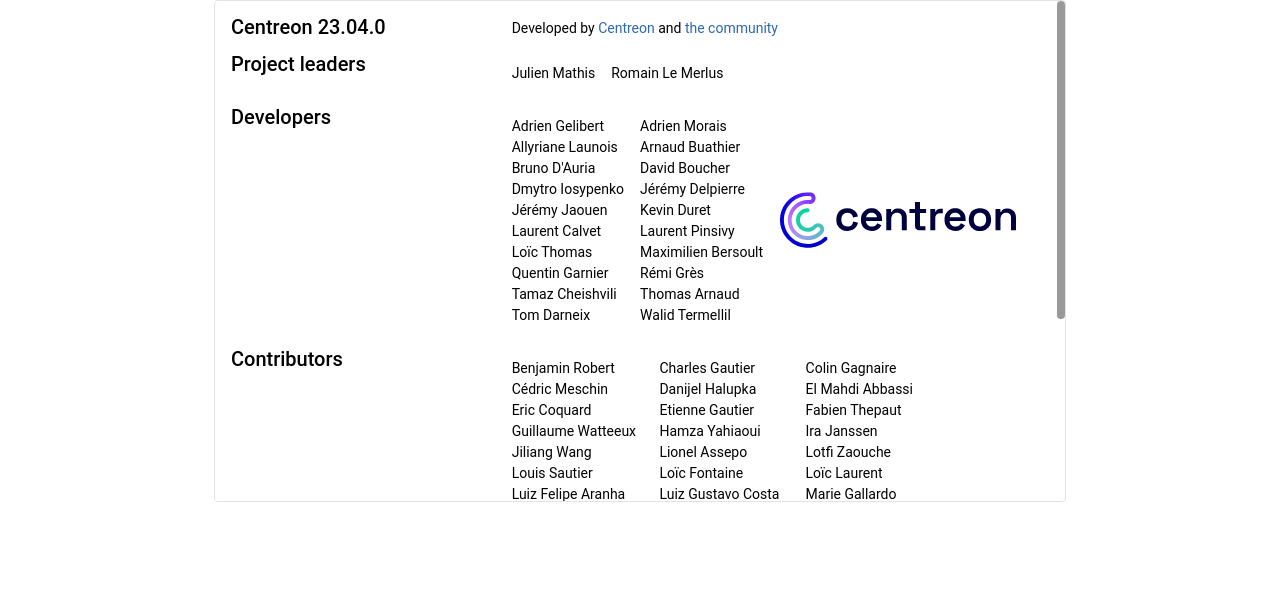 Centreon 23.04.0 Developed by Centreon and the community
Project leaders
Julien Mathis Romain Le Merlus
Developers
Adrien Gelibert Adrien Morais
Allyriane Launois Arnaud Buathier
Bruno D'Auria David Boucher
Dmytro Iosypenko Jérémy Delpierre
Jérémy Jaouen Kevin Duret
Laurent Calvet Laurent Pinsivy
Loïc Thomas Maximilien Bersoult
Quentin Garnier Rémi Grès
Tamaz Cheishvili Thomas Arnaud
Tom Darneix Walid Termellil
centreon
Contributors
Benjamin Robert Charles Gautier Colin Gagnaire
Cédric Meschin Danijel Halupka El Mahdi Abbassi
Eric Coquard Etienne Gautier Fabien Thepaut
Guillaume Watteeux Hamza Yahiaoui Ira Janssen
Jiliang Wang Lionel Assepo Lotfi Zaouche
Louis Sautier Loïc Fontaine Loïc Laurent
Luiz Felipe Aranha Luiz Gustavo Costa Marie Gallardo